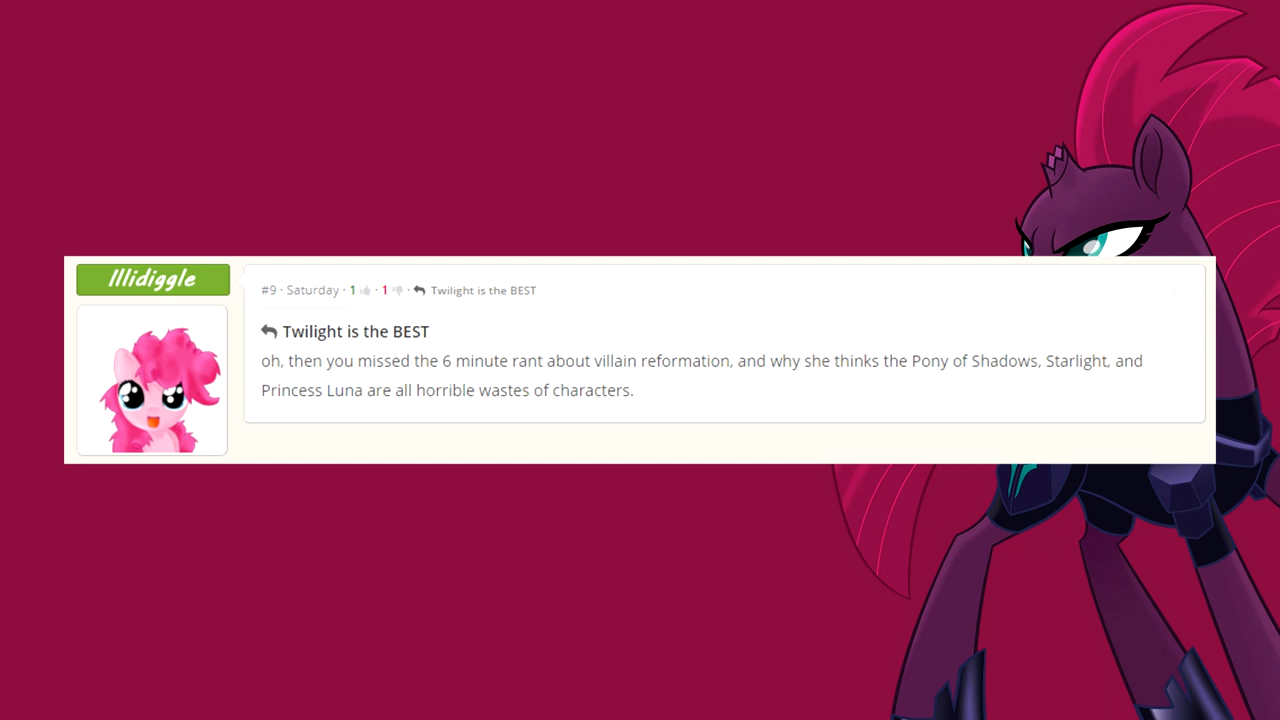 Illidiggle
#9 · Saturday · 1 · 1 · Twilight is the BEST
Twilight is the BEST
oh, then you missed the 6 minute rant about villain reformation, and why she thinks the Pony of Shadows, Starlight, and
Princess Luna are all horrible wastes of characters.